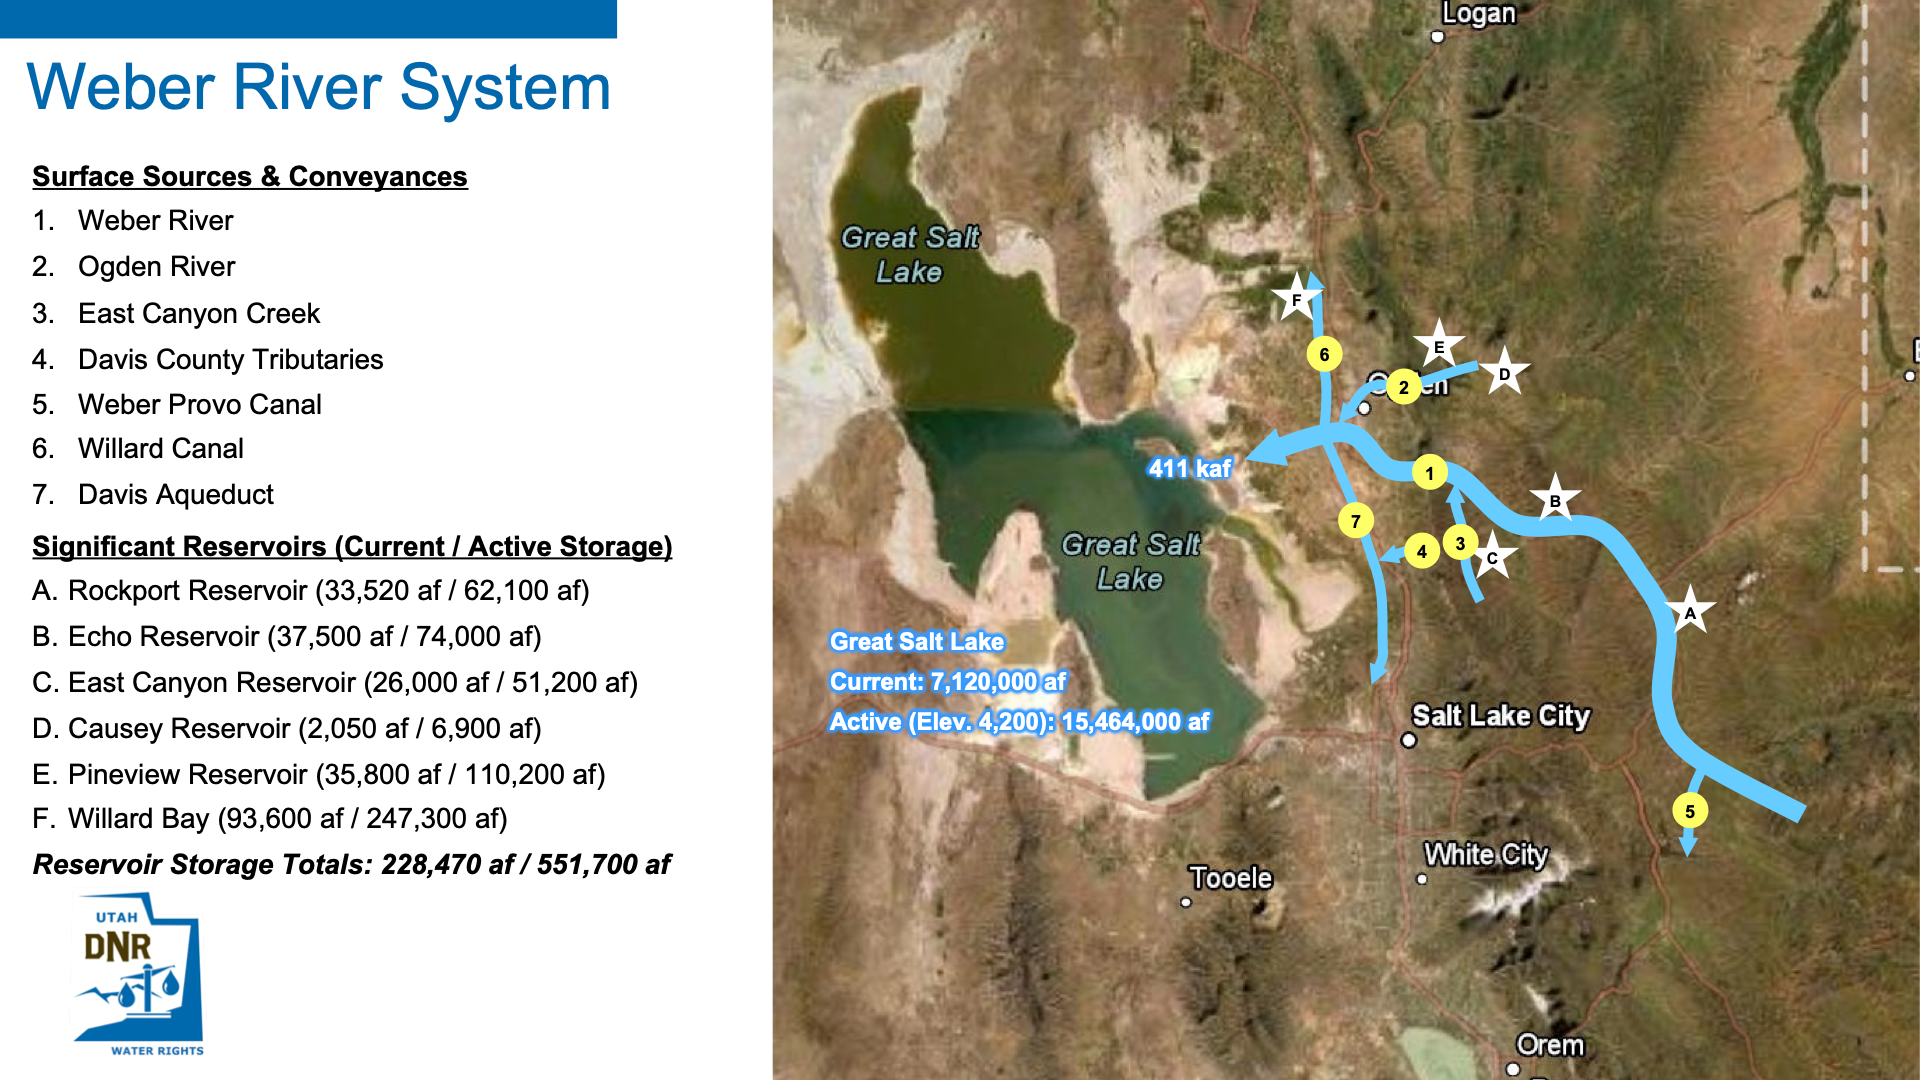 Weber River System
Surface Sources & Conveyances
1. Weber River
2. Ogden River
3. East Canyon Creek
4. Davis County Tributaries
5. Weber Provo Canal
6. Willard Canal
7. Davis Aqueduct
Significant Reservoirs (Current / Active Storage)
A. Rockport Reservoir (33,520 af / 62,100 af)
B. Echo Reservoir (37,500 af / 74,000 af)
C. East Canyon Reservoir (26,000 af / 51,200 af)
D. Causey Reservoir (2,050 af / 6,900 af)
E. Pineview Reservoir (35,800 af / 110,200 af)
F. Willard Bay (93,600 af / 247,300 af)
Reservoir Storage Totals: 228,470 af / 551,700 af
UTAH
DNR
WATER RIGHTS
Logan
Great Salt
Lake
F
6
E
D
2
411 kaf
1
B
7
4
3
C
Great Salt
Lake
A
Great Salt Lake
Current: 7,120,000 af
Active (Elev. 4,200): 15,464,000 af
Salt Lake City
5
White City
Tooele
Orem